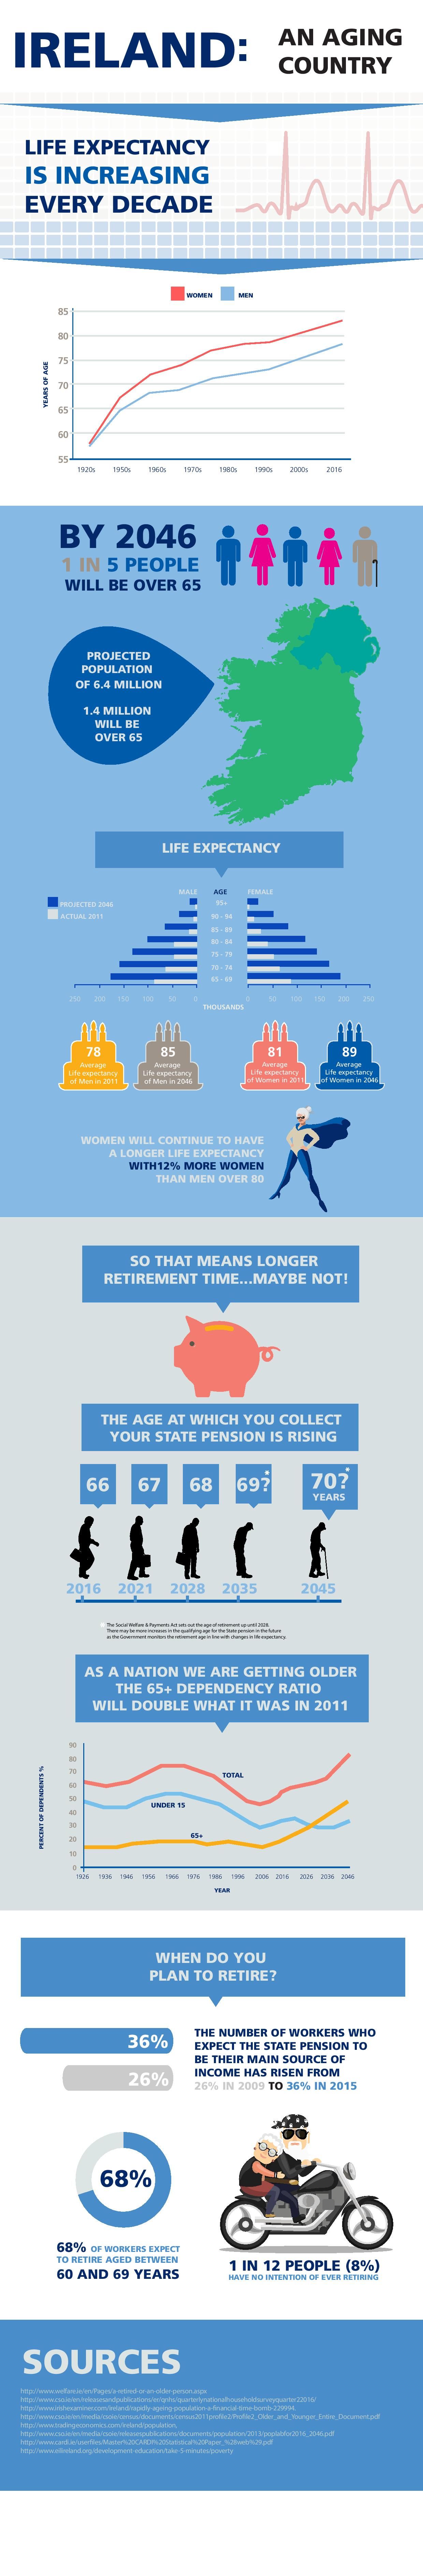 IRELAND:
AN AGING
COUNTRY
LIFE EXPECTANCY
IS INCREASING
EVERY DECADE
WOMEN
MEN
YEARS OF AGE
85
80
75
70
65
60
55
1920s 1950s 1960s 1970s 1980s 1990s 2000s 2016
BY 2046
1 IN 5 PEOPLE
WILL BE OVER 65
PROJECTED
POPULATION
OF 6.4 MILLION
1.4 MILLION
WILL BE
OVER 65
LIFE EXPECTANCY
MALE AGE FEMALE
PROJECTED 2046
ACTUAL 2011
95+
90 - 94
85 - 89
80 - 84
75 - 79
70 - 74
65 - 69
250 200 150 100 50 0 0 50 100 150 200 250
THOUSANDS
78
Average
Life expectancy
of Men in 2011
85
Average
Life expectancy
of Men in 2046
81
Average
Life expectancy
of Women in 2011
89
Average
Life expectancy
of Women in 2046
WOMEN WILL CONTINUE TO HAVE
A LONGER LIFE EXPECTANCY
WITH12% MORE WOMEN
THAN MEN OVER 80
SO THAT MEANS LONGER
RETIREMENT TIME...MAYBE NOT!
THE AGE AT WHICH YOU COLLECT
YOUR STATE PENSION IS RISING
66 67 68 69?* 70?*
YEARS
2016 2021 2028 2035 2045
* The Social Welfare & Payments Act sets out the age of retirement up until 2028.
There may be more increases in the qualifying age for the State pension in the future
as the Government monitors the retirement age in line with changes in life expectancy.
AS A NATION WE ARE GETTING OLDER
THE 65+ DEPENDENCY RATIO
WILL DOUBLE WHAT IT WAS IN 2011
PERCENT OF DEPENDENTS %
90
80
70
60
50
40
30
20
10
0
TOTAL
UNDER 15
65+
1926 1936 1946 1956 1966 1976 1986 1996 2006 2016 2026 2036 2046
YEAR
WHEN DO YOU
PLAN TO RETIRE?
36%
26%
THE NUMBER OF WORKERS WHO
EXPECT THE STATE PENSION TO
BE THEIR MAIN SOURCE OF
INCOME HAS RISEN FROM
26% IN 2009 TO 36% IN 2015
68%
68% OF WORKERS EXPECT
TO RETIRE AGED BETWEEN
60 AND 69 YEARS
1 IN 12 PEOPLE (8%)
HAVE NO INTENTION OF EVER RETIRING
SOURCES
http://www.welfare.ie/en/Pages/a-retired-or-an-older-person.aspx
http://www.cso.ie/en/releasesandpublications/er/qnhs/quarterlynationalhouseholdsurveyquarter22016/
http://www.irishexaminer.com/ireland/rapidly-ageing-population-a-financial-time-bomb-229994.
http://www.cso.ie/en/media/csoie/census/documents/census2011profile2/Profile2_Older_and_Younger_Entire_Document.pdf
http://www.tradingeconomics.com/ireland/population,
http://www.cso.ie/en/media/csoie/releasespublications/documents/population/2013/poplabfor2016_2046.pdf
http://www.cardi.ie/userfiles/Master%20CARDI%20Statistical%20Paper_%20web%29.pdf
http://www.esilreland.org/development-education/take-5-minutes/poverty